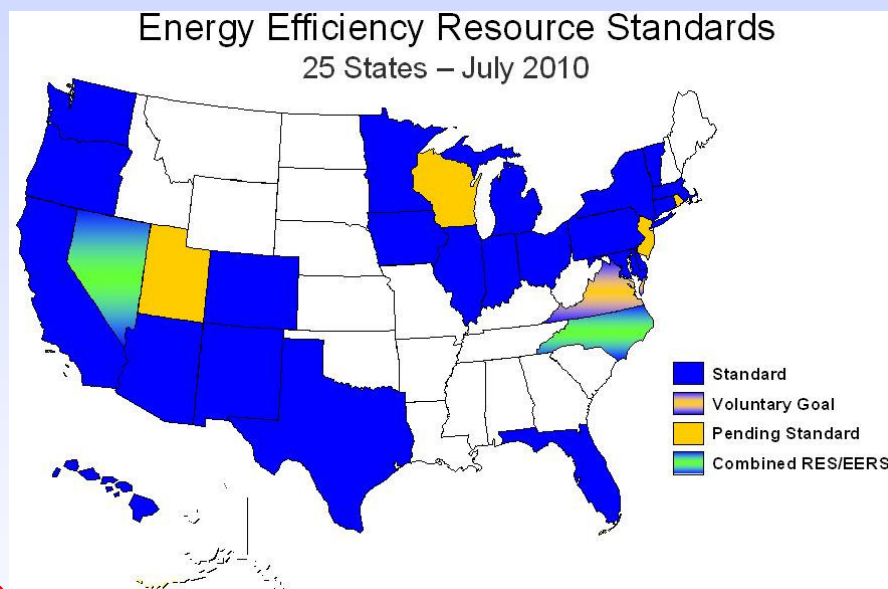 Energy Efficiency Resource Standards
25 States – July 2010
Standard
Voluntary Goal
Pending Standard
Combined RES/EERS